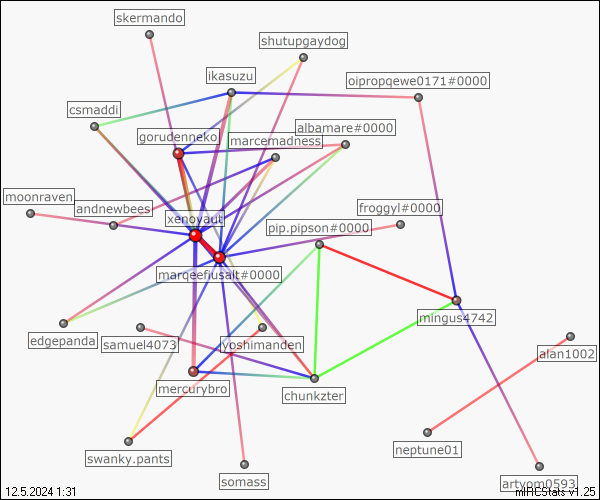 skermando
shutupgaydog
ikasuzu
oipropqewe0171#0000
csmaddi
albamare#0000
gorudenneko
marcemadness
moonraven
andnewbees
froggyl#0000
xenoyaut
pip.pipson#0000
marqeefusalt#0000
mingus4742
edgepanda
samuel4073
yoshimanden
alan1002
mercurybro
chunkzter
neptune01
swanky.pants
somass
artyom0593
12.5.2024 1:31
mIRCStats v1.25